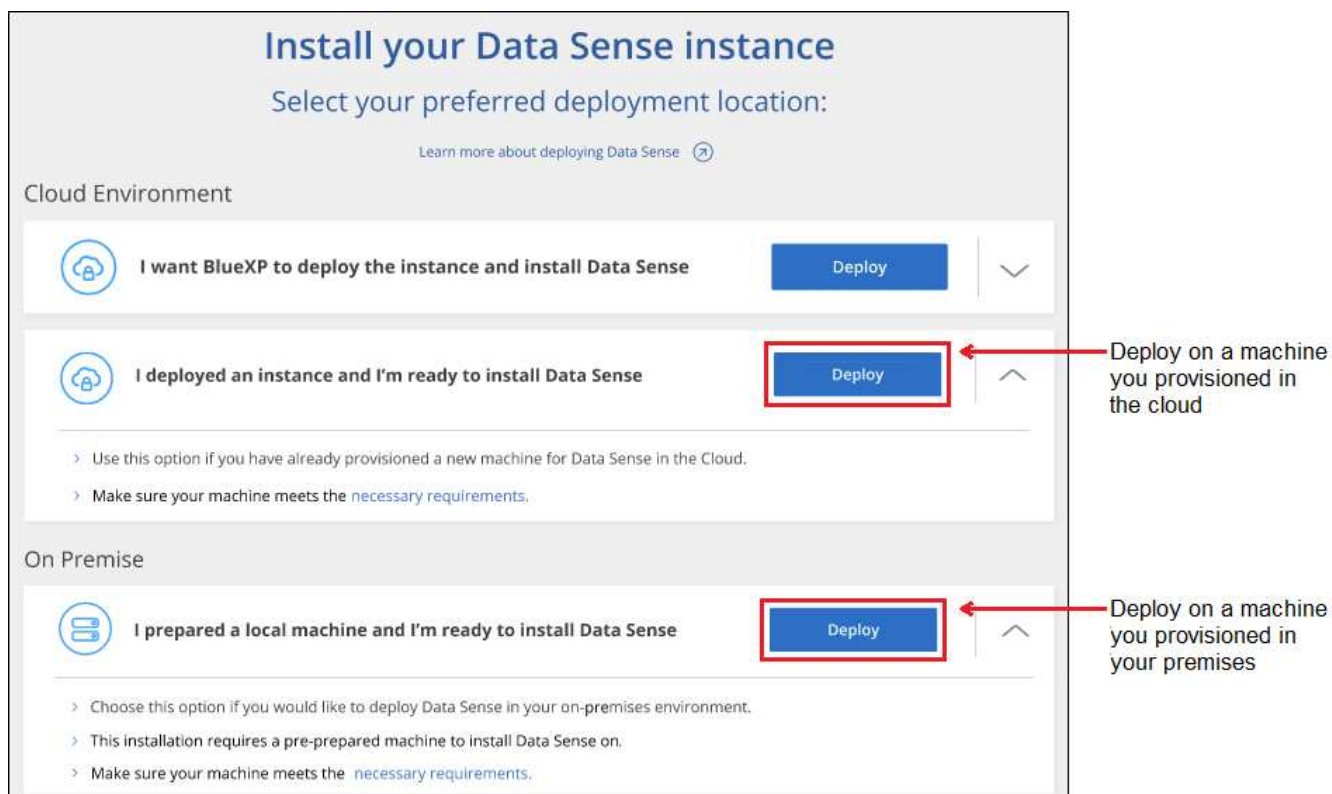 Install your Data Sense instance
Select your preferred deployment location:
Learn more about deploying Data Sense
Cloud Environment
I want BlueXP to deploy the instance and install Data Sense
Deploy
I deployed an instance and I'm ready to install Data Sense
Deploy
Deploy on a machine
you provisioned in
the cloud
Use this option if you have already provisioned a new machine for Data Sense in the Cloud.
Make sure your machine meets the necessary requirements.
On Premise
I prepared a local machine and I'm ready to install Data Sense
Deploy
Deploy on a machine
you provisioned in
your premises
Choose this option if you would like to deploy Data Sense in your on-premises environment.
This installation requires a pre-prepared machine to install Data Sense on.
Make sure your machine meets the necessary requirements.